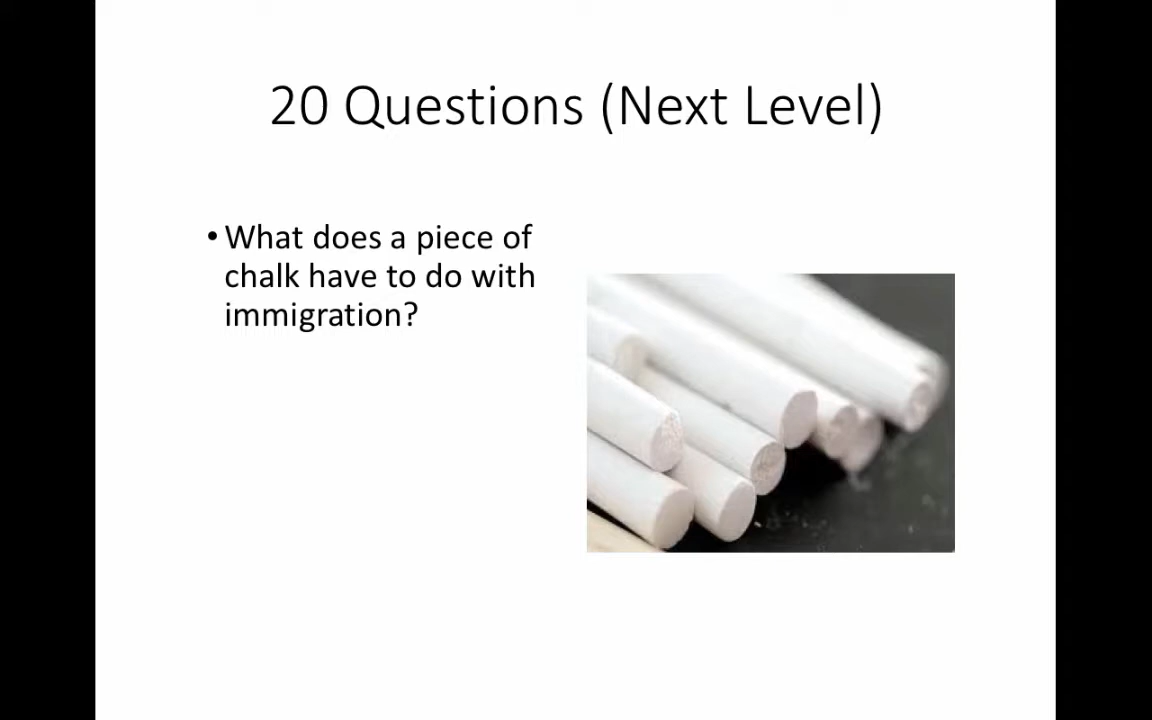 20 Questions (Next Level)
• What does a piece of
chalk have to do with
immigration?